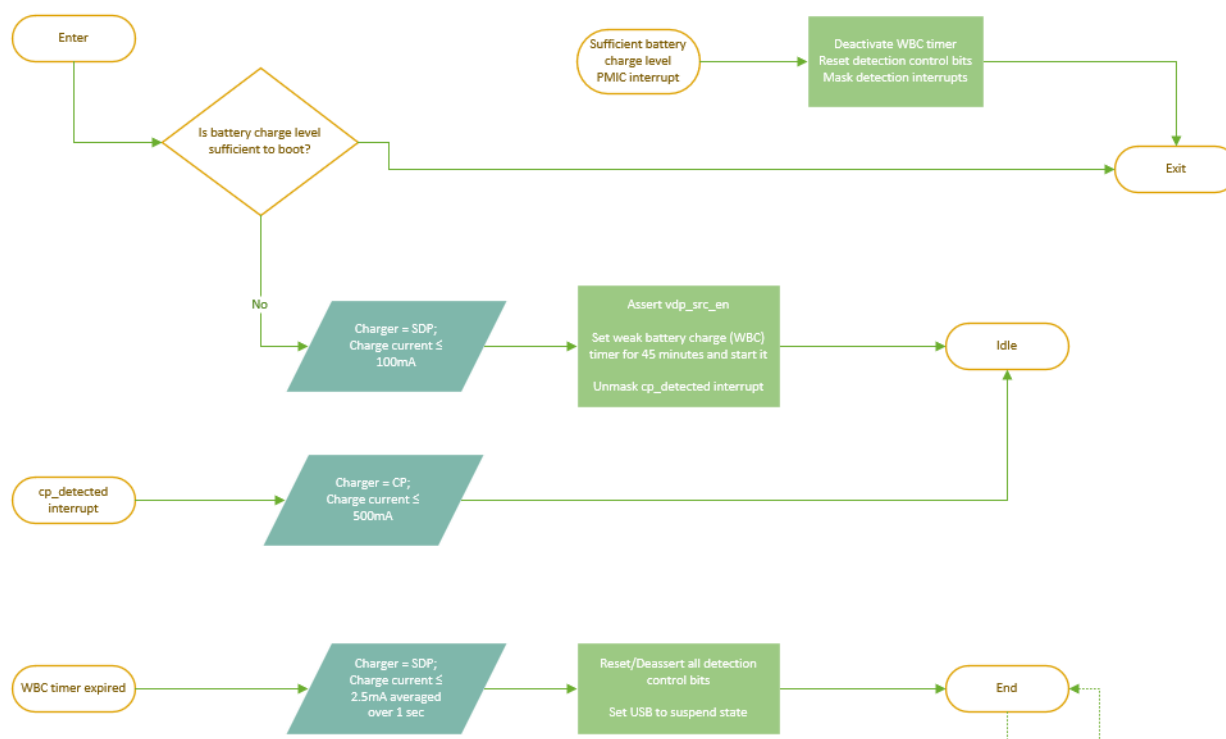 Enter
Sufficient battery
charge level
PMIC interrupt
Deactivate WBC timer
Reset detection control bits
Mask detection interrupts
Is battery charge level
sufficient to boot?
Exit
No
Charger = SDP;
Charge current ≤
100mA
Assert vdp_src_en
Set weak battery charge (WBC)
timer for 45 minutes and start it
Unmask cp_detected interrupt
Idle
cp_detected
interrupt
Charger = CP;
Charge current ≤
500mA
WBC timer expired
Charger = SDP;
Charge current ≤
2.5mA averaged
over 1 sec
Reset/Deassert all detection
control bits
Set USB to suspend state
End